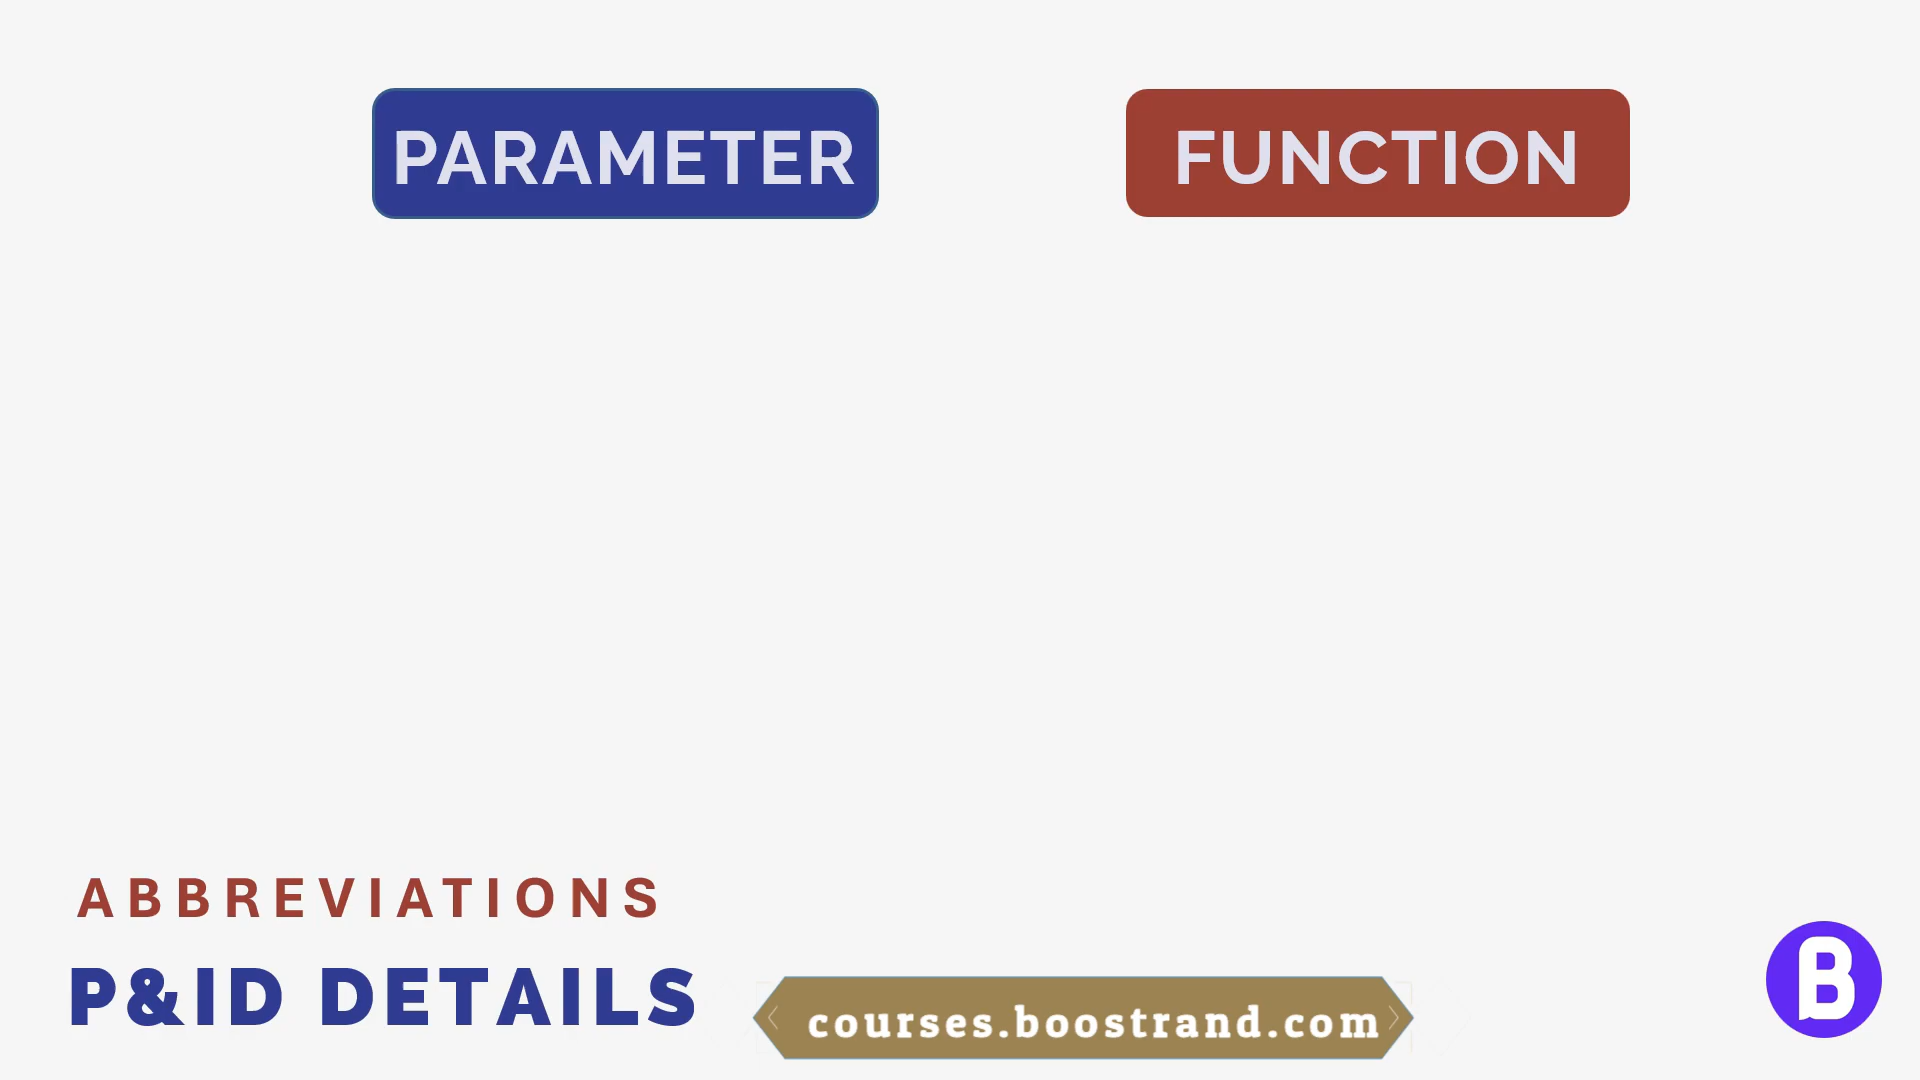 PARAMETER
FUNCTION
ABBREVIATIONS
P&ID DETAILS
courses.boostrand.com
B